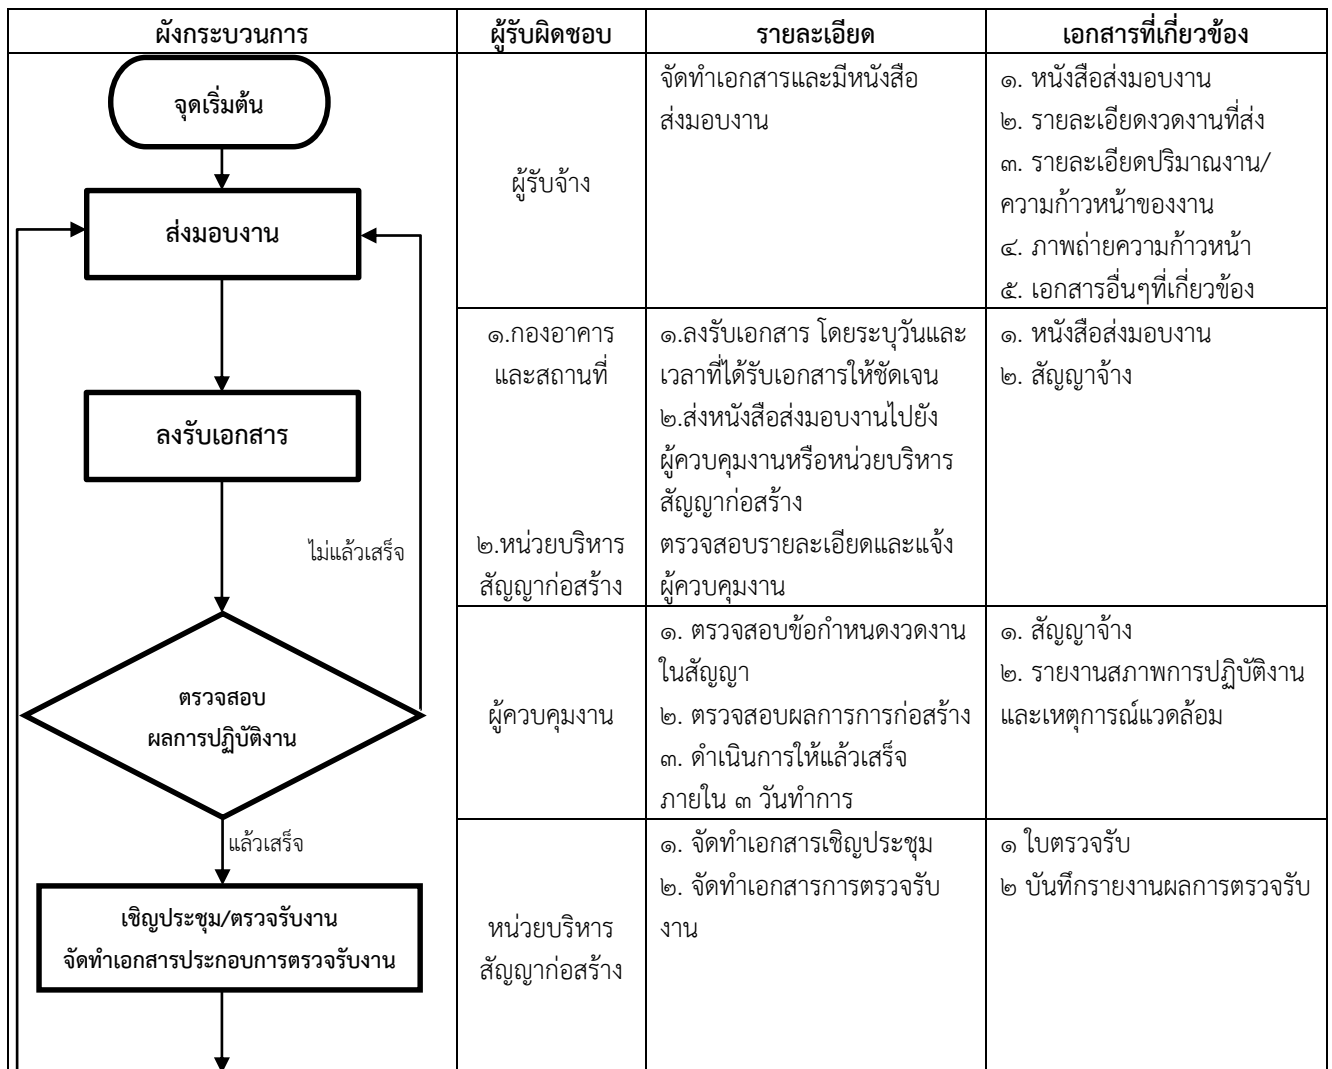 ผังกระบวนการ
ผู้รับผิดชอบ
รายละเอียด
เอกสารที่เกี่ยวข้อง
จุดเริ่มต้น
ส่งมอบงาน
ผู้รับจ้าง
จัดทำเอกสารและมีหนังสือ
ส่งมอบงาน
๑. หนังสือส่งมอบงาน
๒. รายละเอียดงวดงานที่ส่ง
๓. รายละเอียดปริมาณงาน/
ความก้าวหน้าของงาน
๔. ภาพถ่ายความก้าวหน้า
๕. เอกสารอื่นๆที่เกี่ยวข้อง
ลงรับเอกสาร
ไม่แล้วเสร็จ
๑.กองอาคาร
และสถานที่
๒.หน่วยบริหาร
สัญญาก่อสร้าง
๑.ลงรับเอกสาร โดยระบุวันและ
เวลาที่ได้รับเอกสารให้ชัดเจน
๒.ส่งหนังสือส่งมอบงานไปยัง
ผู้ควบคุมงานหรือหน่วยบริหาร
สัญญาก่อสร้าง
ตรวจสอบรายละเอียดและแจ้ง
ผู้ควบคุมงาน
๑. หนังสือส่งมอบงาน
๒. สัญญาจ้าง
ตรวจสอบ
ผลการปฏิบัติงาน
แล้วเสร็จ
ผู้ควบคุมงาน
๑. ตรวจสอบข้อกำหนดงวดงาน
ในสัญญา
๒. ตรวจสอบผลการการก่อสร้าง
๓. ดำเนินการให้แล้วเสร็จ
ภายใน ๓ วันทำการ
๑. สัญญาจ้าง
๒. รายงานสภาพการปฏิบัติงาน
และเหตุการณ์แวดล้อม
เชิญประชุม/ตรวจรับงาน
จัดทำเอกสารประกอบการตรวจรับงาน
หน่วยบริหาร
สัญญาก่อสร้าง
๑. จัดทำเอกสารเชิญประชุม
๒. จัดทำเอกสารการตรวจรับ
งาน
๑ ใบตรวจรับ
๒ บันทึกรายงานผลการตรวจรับ